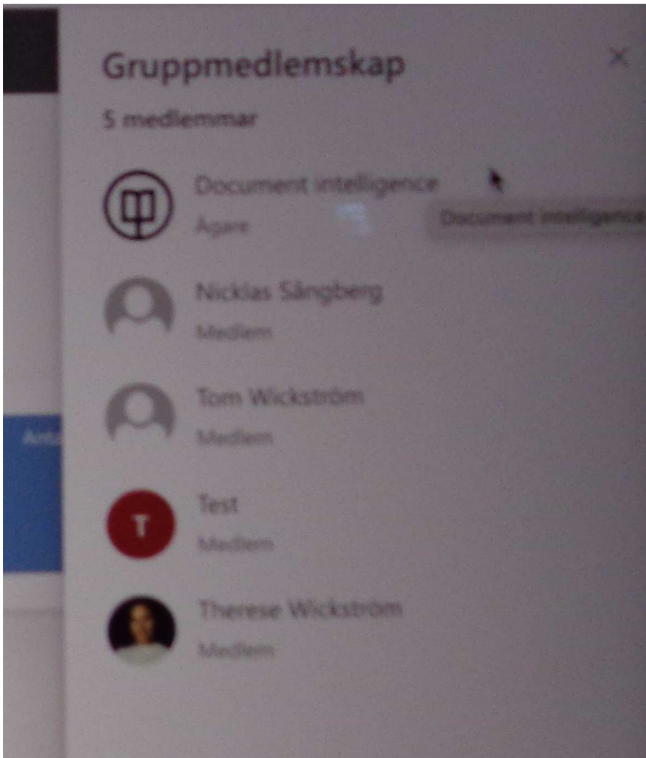 Gruppmedlemskap
5 medlemmar
Document intelligence
Ägare
Document intelligence
Nicklas Sångberg
Medlem
Tom Wickström
Medlem
Anta
T
Test
Medlem
Therese Wickström
Medlem